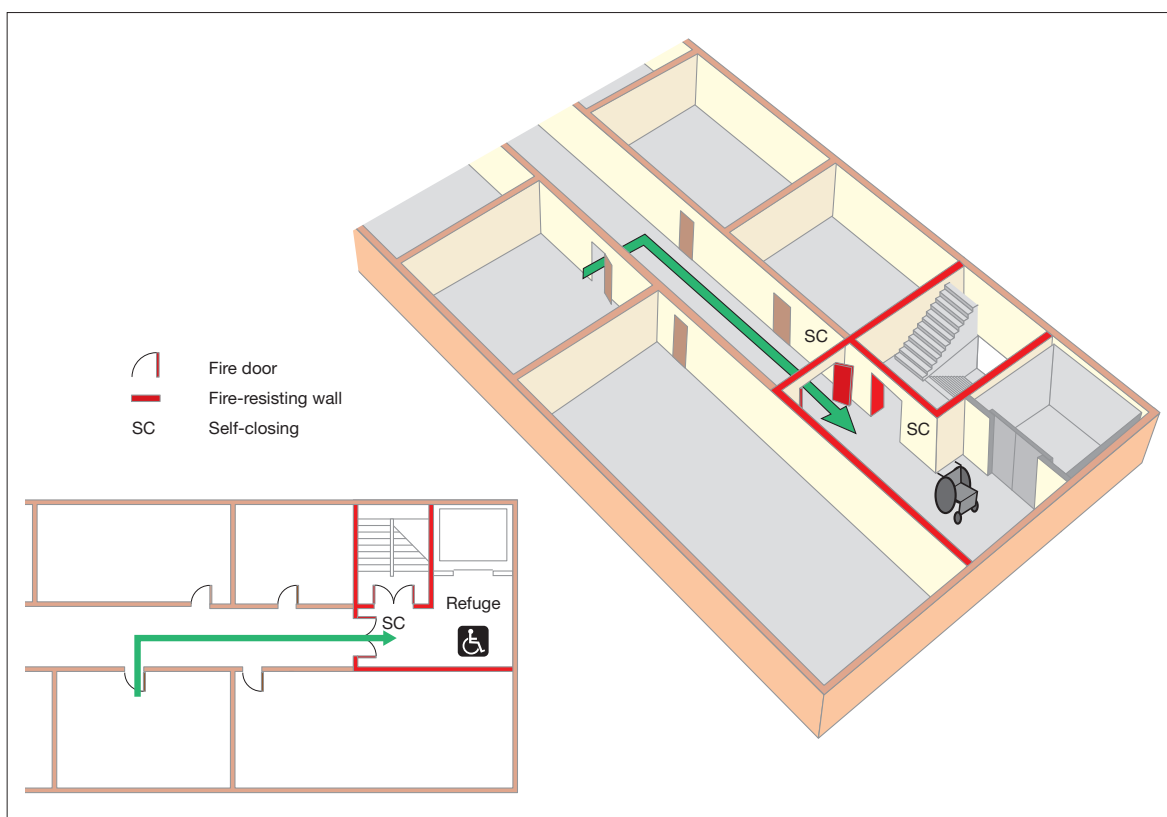 SC
SC
Fire door
Fire-resisting wall
SC Self-closing
Refuge
SC